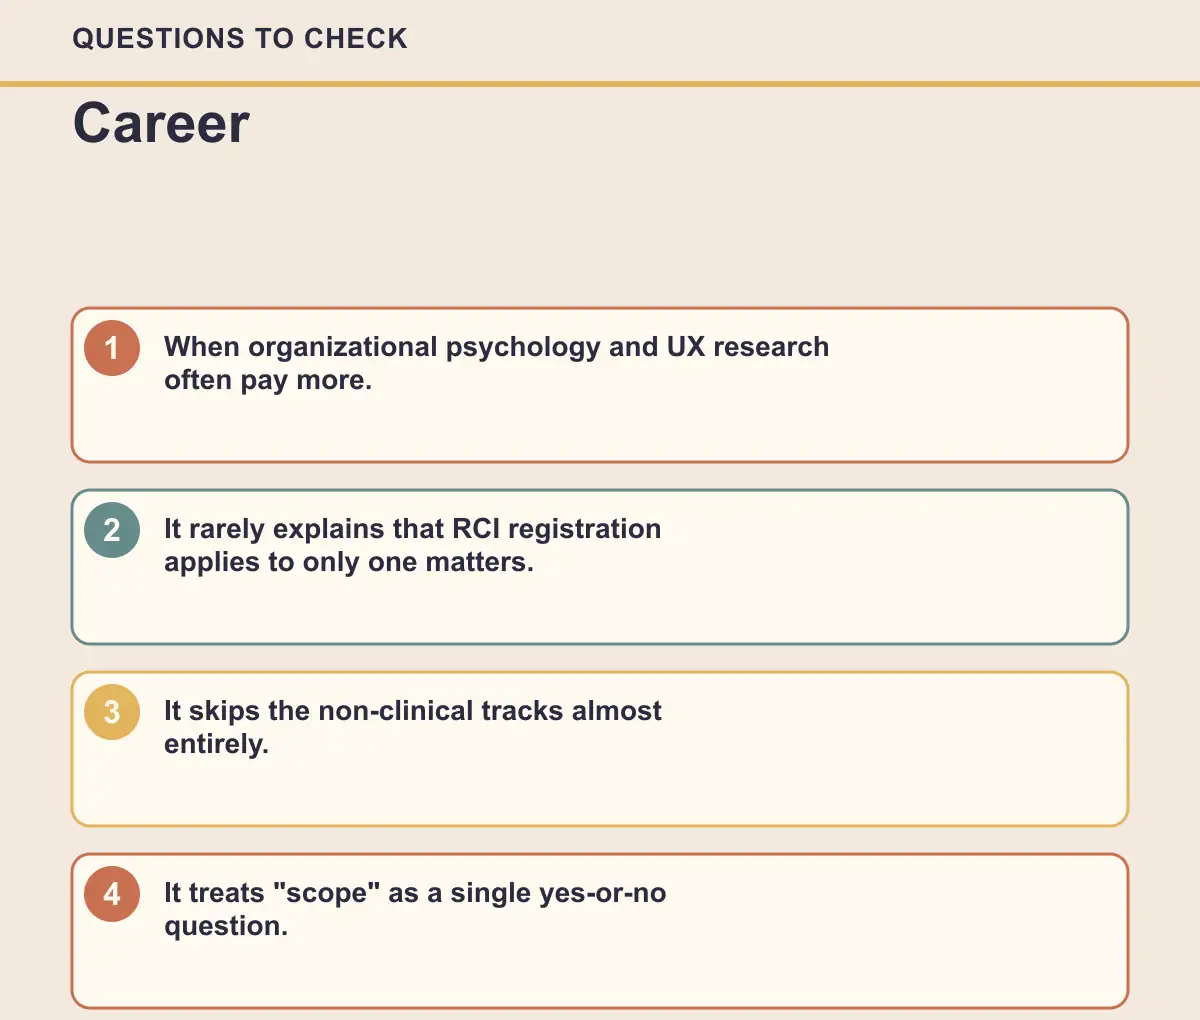 QUESTIONS TO CHECK
Career
1
When organizational psychology and UX research
often pay more.
2
It rarely explains that RCI registration
applies to only one matters.
3
It skips the non-clinical tracks almost
entirely.
4
It treats "scope" as a single yes-or-no
question.